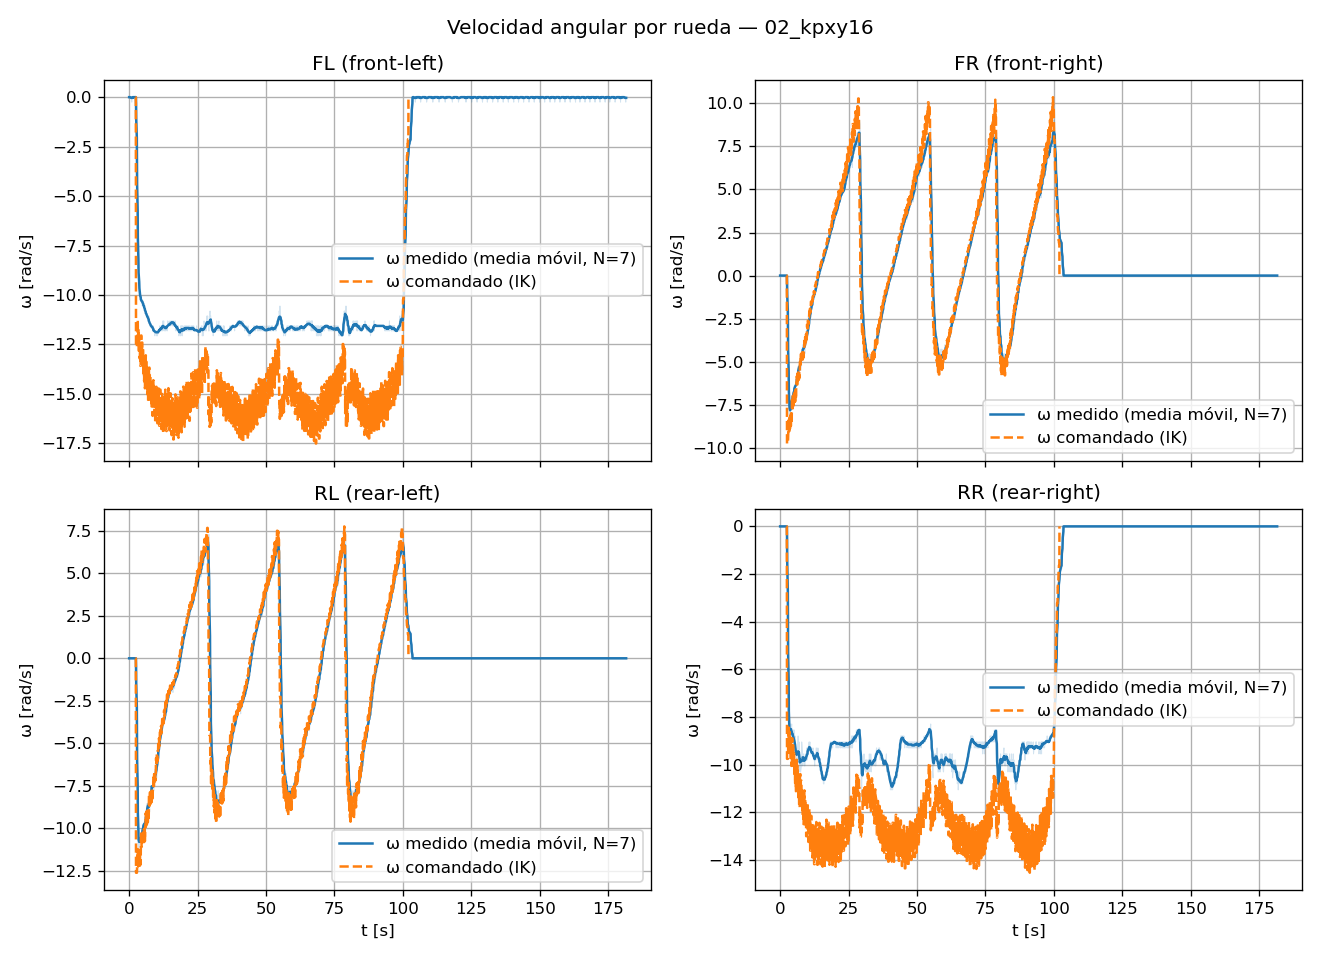 Velocidad angular por rueda — 02_kpxy16
FL (front-left)
0.0
−2.5
−5.0
−7.5
−10.0
−12.5
−15.0
−17.5
ω [rad/s]
ω medido (media móvil, N=7)
ω comandado (IK)
FR (front-right)
10.0
7.5
5.0
2.5
0.0
−2.5
−5.0
−7.5
−10.0
ω [rad/s]
ω medido (media móvil, N=7)
ω comandado (IK)
RL (rear-left)
7.5
5.0
2.5
0.0
−2.5
−5.0
−7.5
−10.0
−12.5
ω [rad/s]
ω medido (media móvil, N=7)
ω comandado (IK)
0 25 50 75 100 125 150 175
t [s]
RR (rear-right)
0
−2
−4
−6
−8
−10
−12
−14
ω [rad/s]
ω medido (media móvil, N=7)
ω comandado (IK)
0 25 50 75 100 125 150 175
t [s]